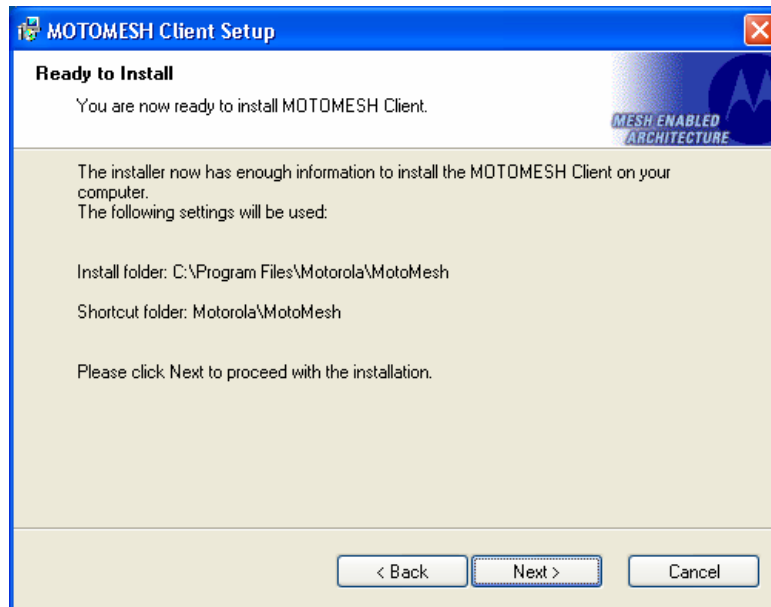 MOTOMESH Client Setup
Ready to Install
You are now ready to install MOTOMESH Client.
MESH ENABLED
ARCHITECTURE
The installer now has enough information to install the MOTOMESH Client on your
computer.
The following settings will be used:
Install folder: C:\Program Files\Motorola\MotoMesh
Shortcut folder: Motorola\MotoMesh
Please click Next to proceed with the installation.
< Back
Next >
Cancel